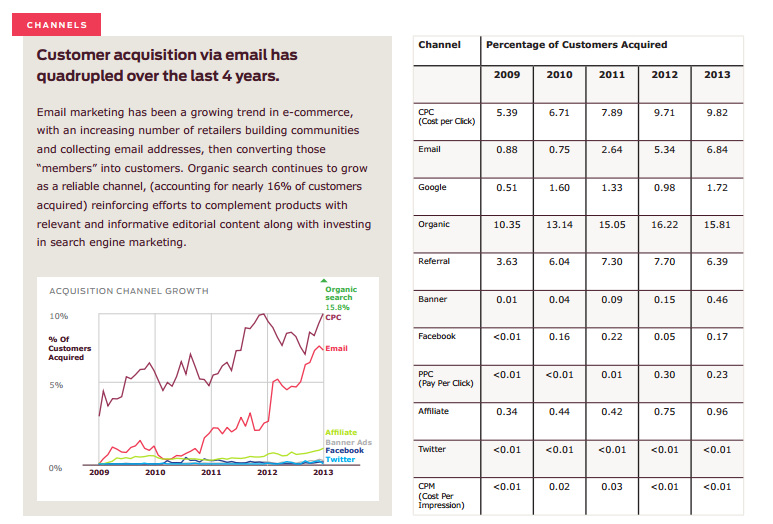 CHANNELS
Customer acquisition via email has
quadrupled over the last 4 years.
Email marketing has been a growing trend in e-commerce,
with an increasing number of retailers building communities
and collecting email addresses, then converting those
“members” into customers. Organic search continues to grow
as a reliable channel, (accounting for nearly 16% of customers
acquired) reinforcing efforts to complement products with
relevant and informative editorial content along with investing
in search engine marketing.
ACQUISITION CHANNEL GROWTH
Organic
search
15.8%
CPC
10%
% Of
Customers
Acquired
Email
5%
Affiliate
Banner Ads
Facebook
Twitter
0%
2009 2010 2011 2012 2013
Channel Percentage of Customers Acquired
2009 2010 2011 2012 2013
CPC
(Cost per Click) 5.39 6.71 7.89 9.71 9.82
Email 0.88 0.75 2.64 5.34 6.84
Google 0.51 1.60 1.33 0.98 1.72
Organic 10.35 13.14 15.05 16.22 15.81
Referral 3.63 6.04 7.30 7.70 6.39
Banner 0.01 0.04 0.09 0.15 0.46
Facebook <0.01 0.16 0.22 0.05 0.17
PPC
(Pay Per Click) <0.01 <0.01 0.01 0.30 0.23
Affiliate 0.34 0.44 0.42 0.75 0.96
Twitter <0.01 <0.01 <0.01 <0.01 <0.01
CPM
(Cost Per
Impression) <0.01 0.02 0.03 <0.01 <0.01